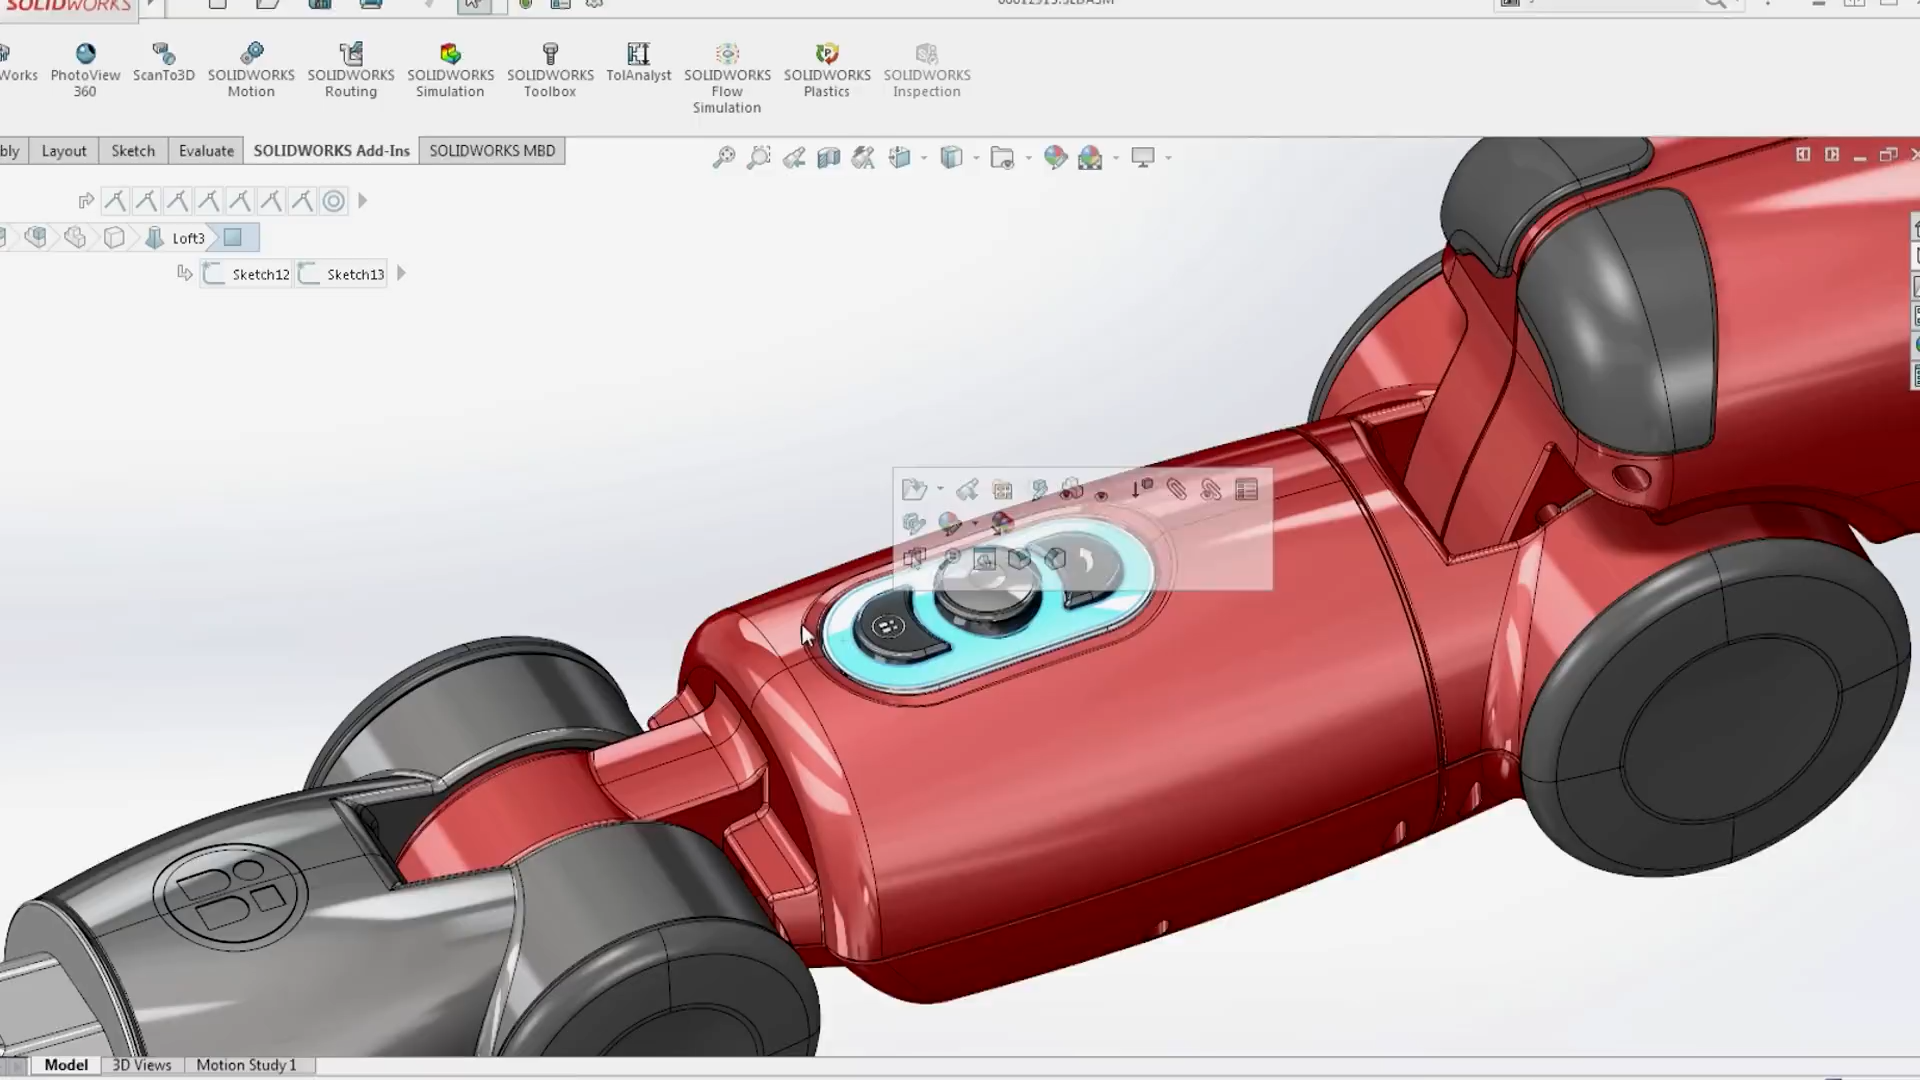 SOLIDWORKS
Works
PhotoView 360
ScanTo3D
SOLIDWORKS Motion
SOLIDWORKS Routing
SOLIDWORKS Simulation
SOLIDWORKS Toolbox
TolAnalyst
SOLIDWORKS Flow Simulation
SOLIDWORKS Plastics
SOLIDWORKS Inspection
bly Layout Sketch Evaluate SOLIDWORKS Add-Ins SOLIDWORKS MBD
Loft3
Sketch12 Sketch13
Model 3D Views Motion Study 1